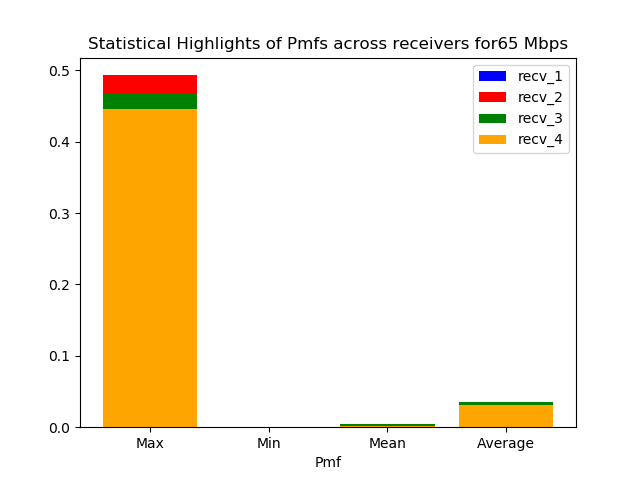 Statistical Highlights of Pmfs across receivers for65 Mbps
0.5
0.4
0.3
0.2
0.1
0.0
recv_1
recv_2
recv_3
recv_4
Max Min Mean Average
Pmf